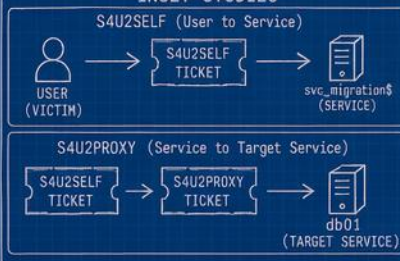 S4U2SELF (User to Service)
S4U2SELF
TICKET
USER
(VICTIM)
svc_migration$
(SERVICE)
S4U2PROXY (Service to Target Service)
S4U2SELF
TICKET
S4U2PROXY
TICKET
db01
(TARGET SERVICE)